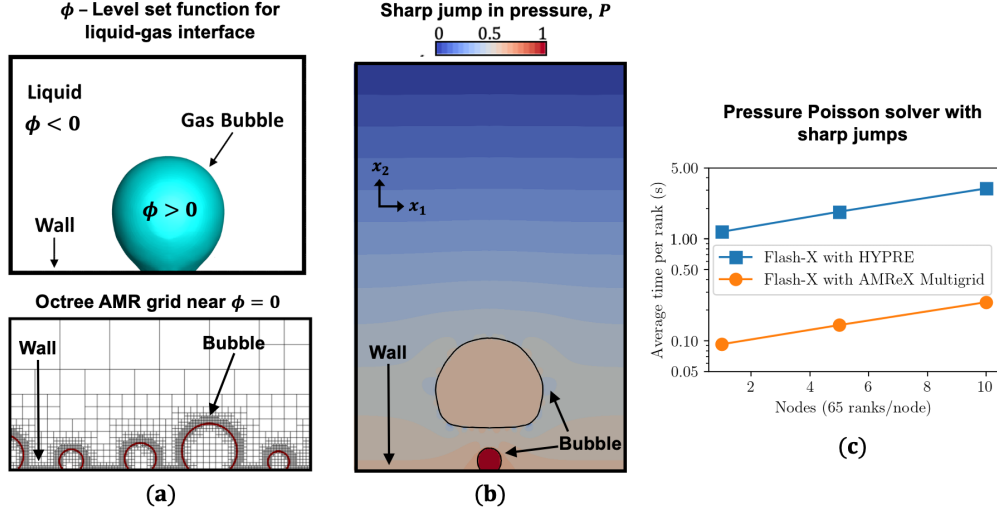 ϕ – Level set function for
liquid-gas interface
Liquid
ϕ < 0
Gas Bubble
ϕ > 0
Wall
Octree AMR grid near ϕ = 0
Wall
Bubble
(a)
Sharp jump in pressure, P
0 0.5 1
x₂
x₁
Wall
Bubble
(b)
Pressure Poisson solver with
sharp jumps
Average time per rank (s)
5.00
1.00
0.50
0.10
0.05
Flash-X with HYPRE
Flash-X with AMReX Multigrid
2 4 6 8 10
Nodes (65 ranks/node)
(c)